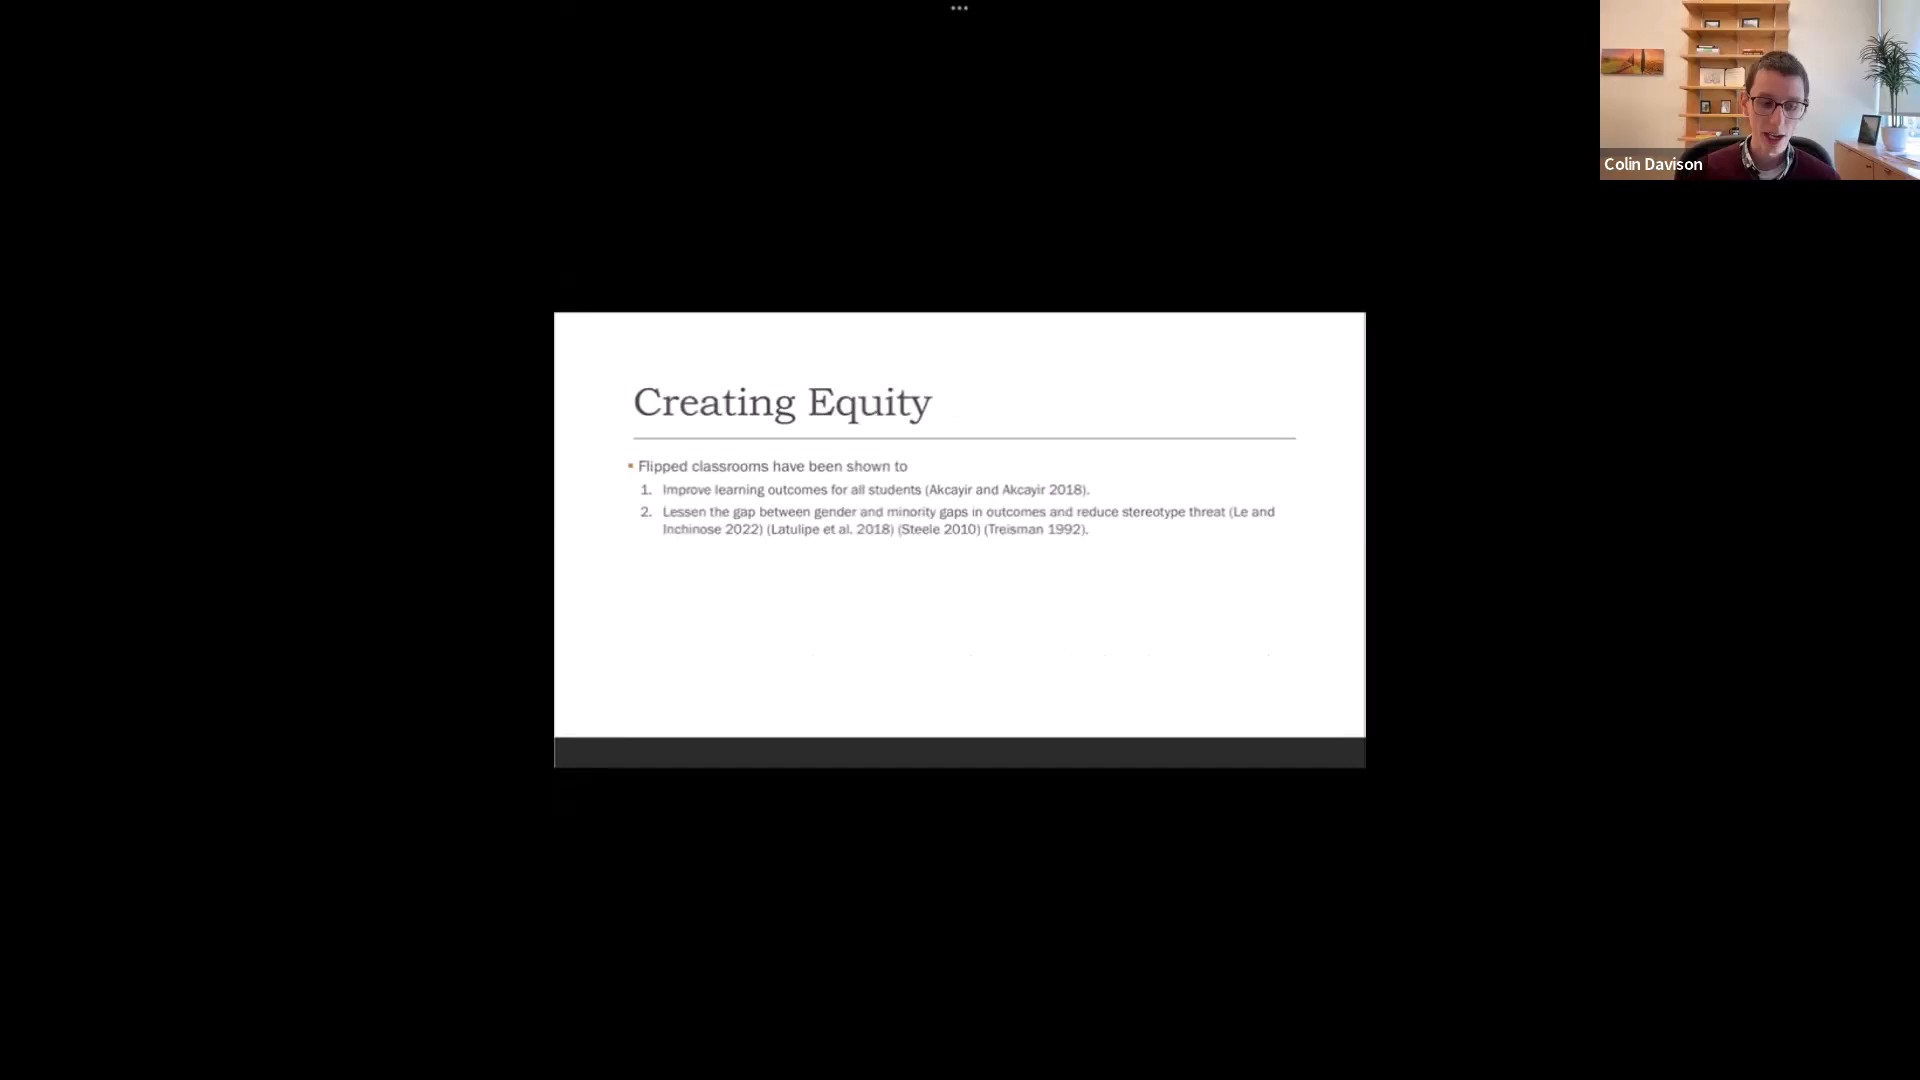 Colin Davison
Creating Equity
Flipped classrooms have been shown to
1. Improve learning outcomes for all students (Akcayir and Akcayir 2018).
2. Lessen the gap between gender and minority gaps in outcomes and reduce stereotype threat (Le and
Inchinose 2022) (Latulipe et al. 2018) (Steele 2010) (Treisman 1992).